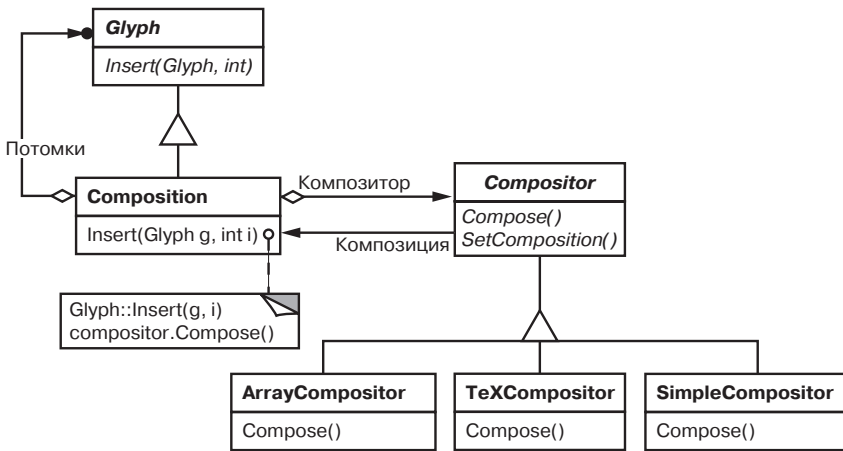 Glyph
Insert(Glyph, int)
Потомки
Composition
Insert(Glyph g, int i)
Композитор
Композиция
Compositor
Compose()
SetComposition()
Glyph::Insert(g, i)
compositor.Compose()
ArrayCompositor
Compose()
TeXCompositor
Compose()
SimpleCompositor
Compose()